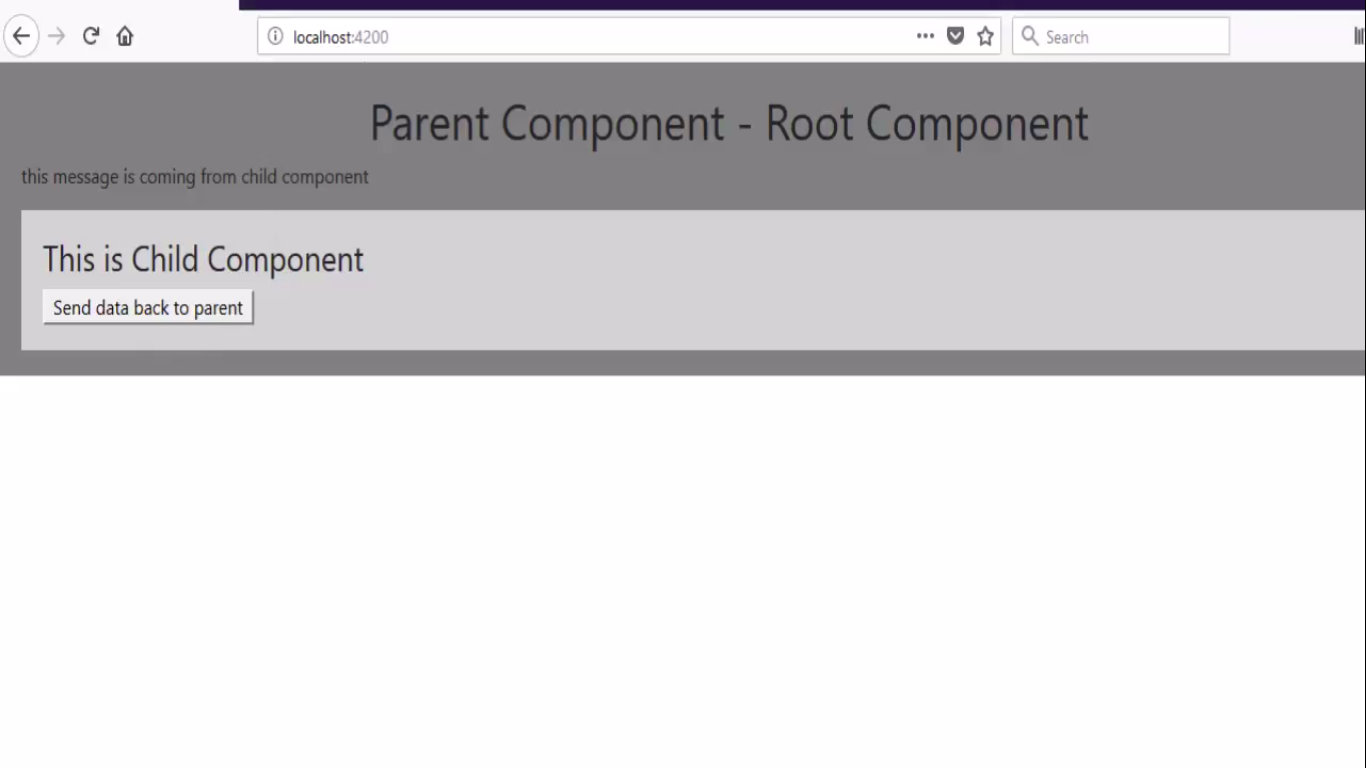 localhost:4200
Search
Parent Component - Root Component
this message is coming from child component
This is Child Component
Send data back to parent